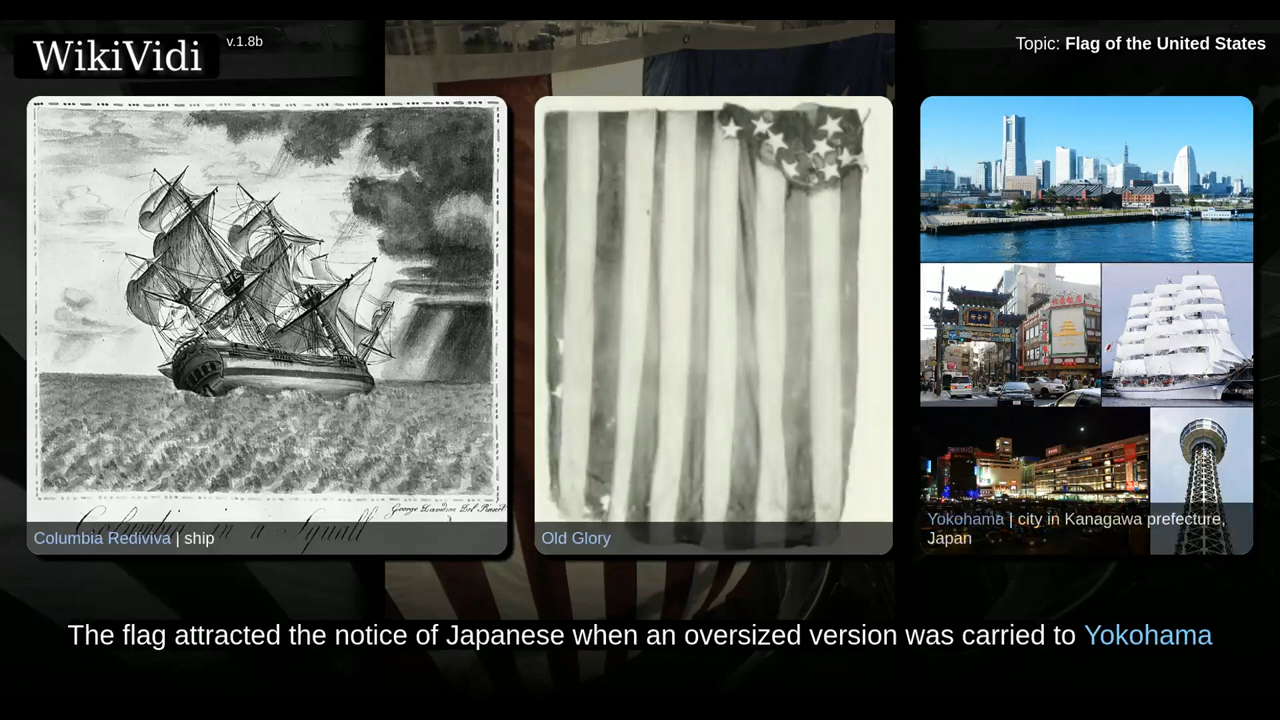 WikiVidi
v.1.8b
Topic: Flag of the United States
Columbia in a Squall
George Davidson
Columbia Rediviva | ship
Old Glory
Yokohama | city in Kanagawa prefecture,
Japan
The flag attracted the notice of Japanese when an oversized version was carried to Yokohama